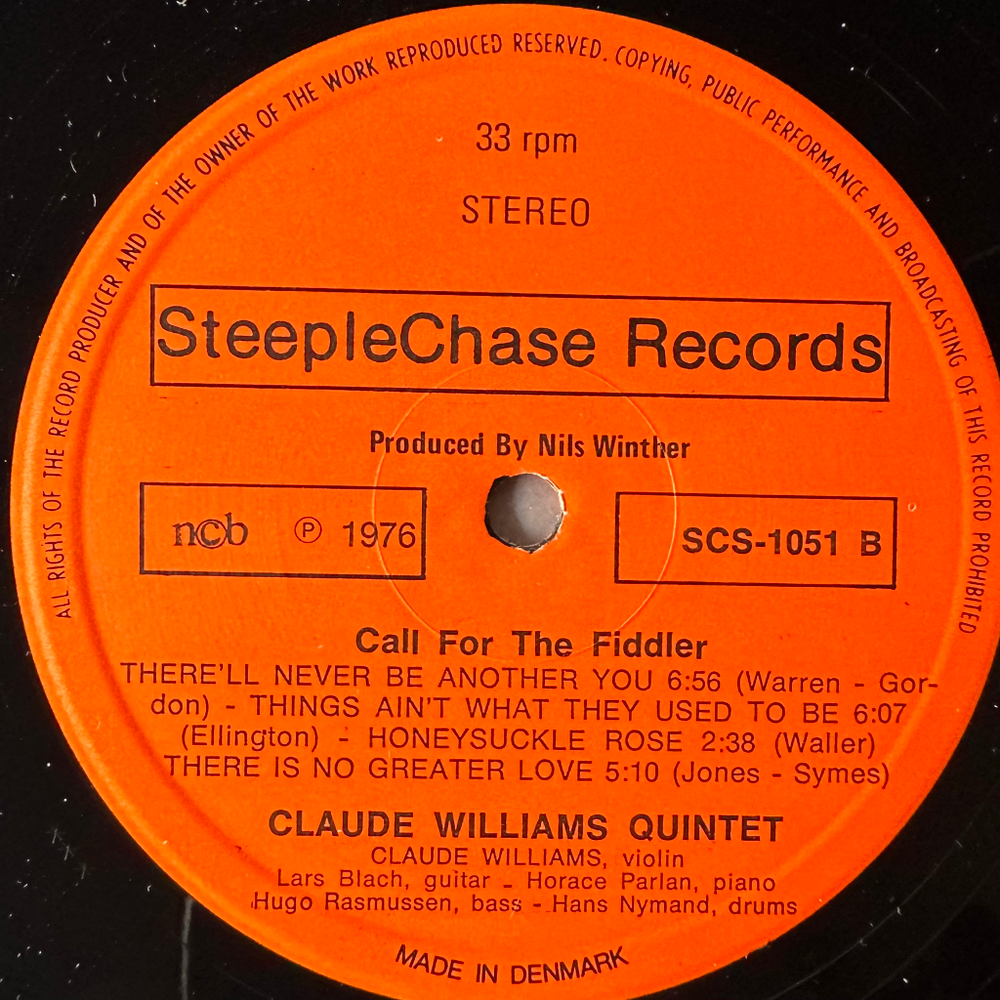 ALL RIGHTS OF THE RECORD PRODUCER AND OF THE OWNER OF THE WORK REPRODUCED RESERVED. COPYING, PUBLIC PERFORMANCE AND BROADCASTING OF THIS RECORD PROHIBITED
33 rpm
STEREO
SteepleChase Records
Produced By Nils Winther
ncb ℗ 1976
SCS-1051 B
Call For The Fiddler
THERE'LL NEVER BE ANOTHER YOU 6:56 (Warren - Gor-
don) - THINGS AIN'T WHAT THEY USED TO BE 6:07
(Ellington) - HONEYSUCKLE ROSE 2:38 (Waller)
THERE IS NO GREATER LOVE 5:10 (Jones - Symes)
CLAUDE WILLIAMS QUINTET
CLAUDE WILLIAMS, violin
Lars Blach, guitar - Horace Parlan, piano
Hugo Rasmussen, bass - Hans Nymand, drums
MADE IN DENMARK